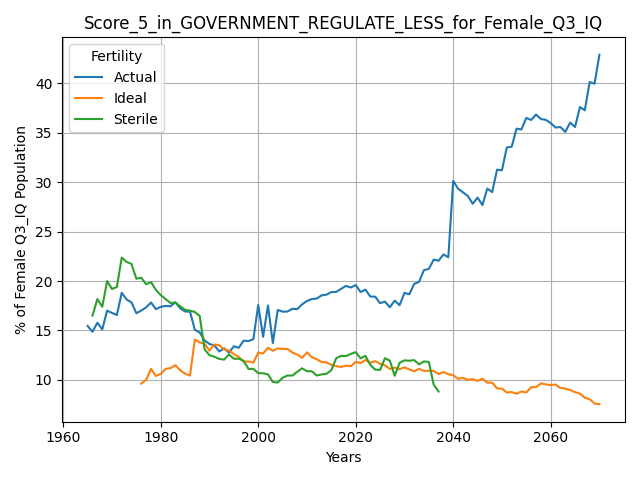 Score_5_in_GOVERNMENT_REGULATE_LESS_for_Female_Q3_IQ
Fertility
Actual
Ideal
Sterile
% of Female Q3_IQ Population
40
35
30
25
20
15
10
1960 1980 2000 2020 2040 2060
Years